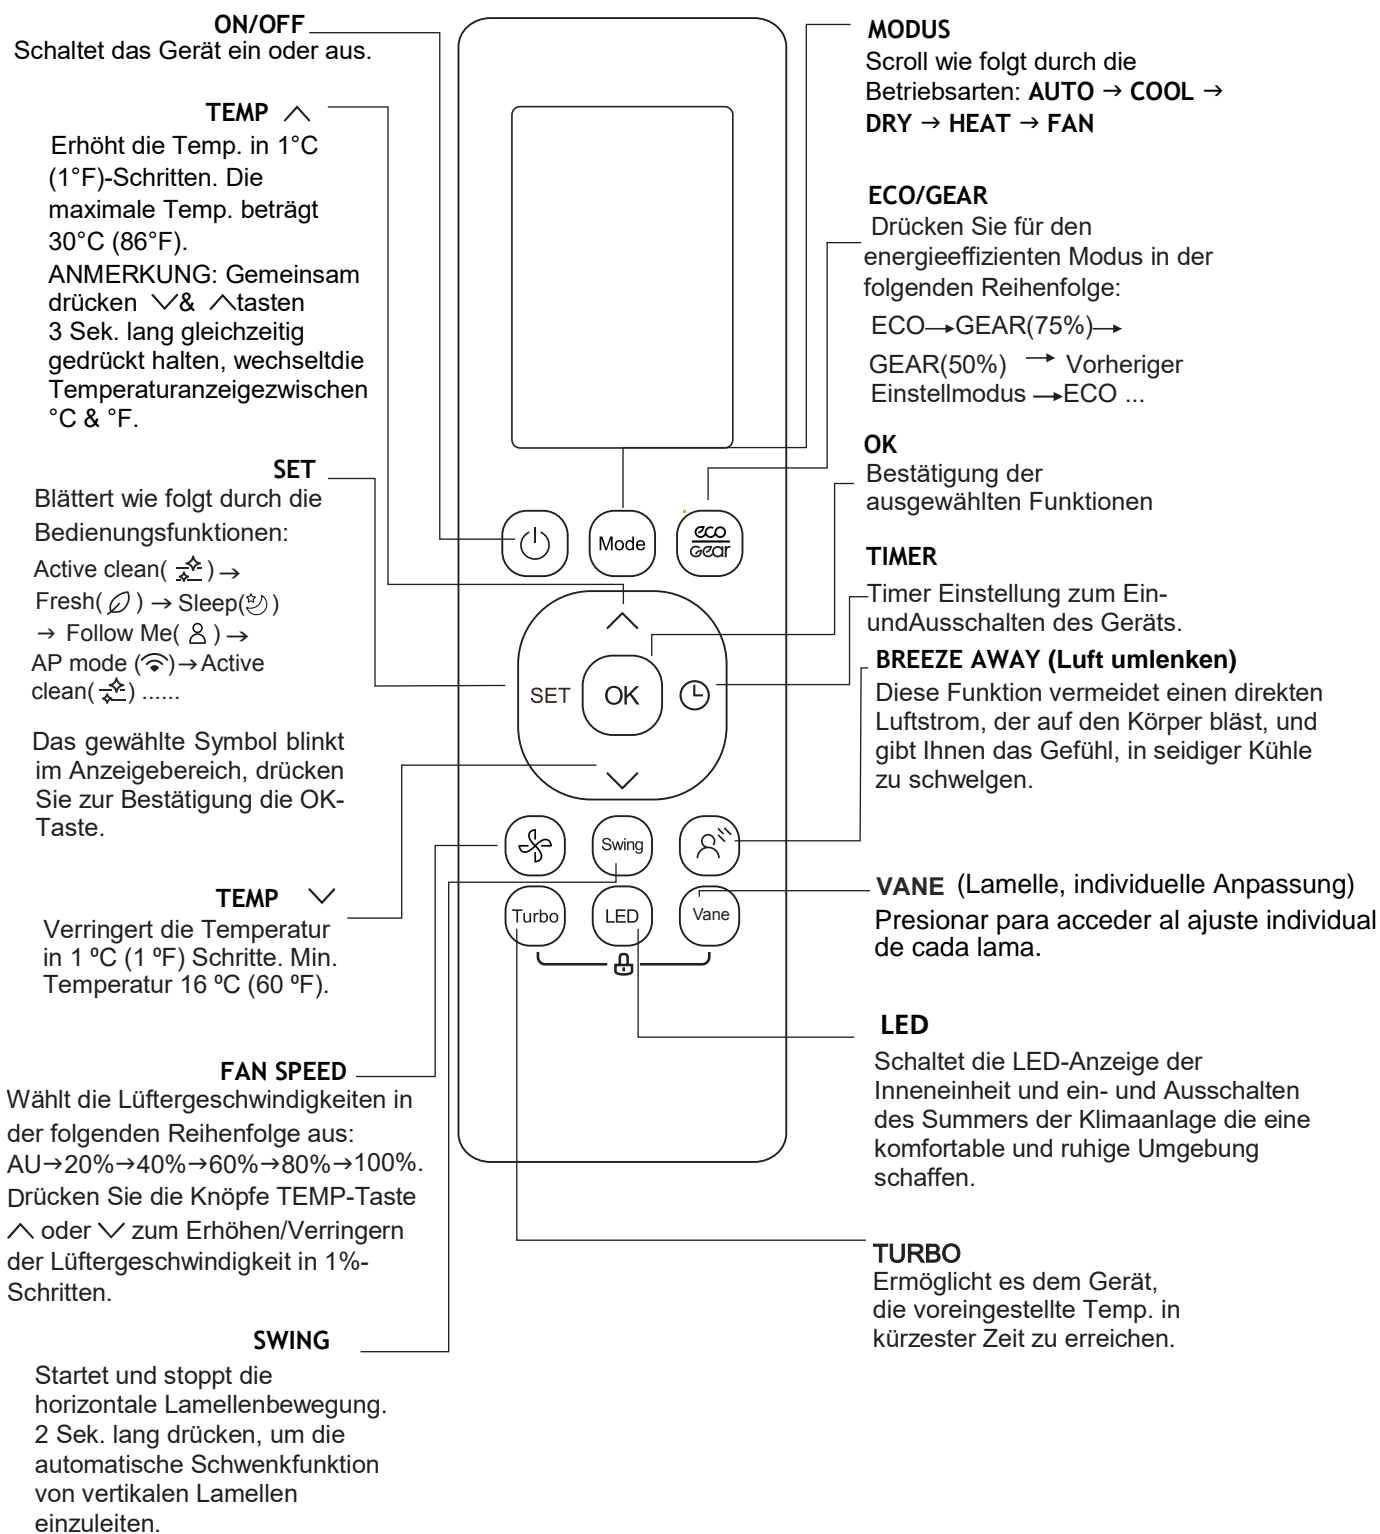 ON/OFF
Schaltet das Gerät ein oder aus.
TEMP ︿
Erhöht die Temp. in 1°C
(1°F)-Schritten. Die
maximale Temp. beträgt
30°C (86°F).
ANMERKUNG: Gemeinsam
drücken ﹀& ︿tasten
3 Sek. lang gleichzeitig
gedrückt halten, wechseltdie
Temperaturanzeigezwischen
°C & °F.
SET
Blättert wie folgt durch die
Bedienungsfunktionen:
Active clean( ) →
Fresh( ) → Sleep( )
→ Follow Me( ) →
AP mode ( )→Active
clean( ) ......
Das gewählte Symbol blinkt
im Anzeigebereich, drücken
Sie zur Bestätigung die OK-
Taste.
TEMP ﹀
Verringert die Temperatur
in 1 ºC (1 ºF) Schritte. Min.
Temperatur 16 ºC (60 ºF).
FAN SPEED
Wählt die Lüftergeschwindigkeiten in
der folgenden Reihenfolge aus:
AU→20%→40%→60%→80%→100%.
Drücken Sie die Knöpfe TEMP-Taste
︿ oder ﹀ zum Erhöhen/Verringern
der Lüftergeschwindigkeit in 1%-
Schritten.
SWING
Startet und stoppt die
horizontale Lamellenbewegung.
2 Sek. lang drücken, um die
automatische Schwenkfunktion
von vertikalen Lamellen
einzuleiten.
Mode
eco
Gear
SET
OK
Swing
Turbo
LED
Vane
MODUS
Scroll wie folgt durch die
Betriebsarten: AUTO → COOL →
DRY → HEAT → FAN
ECO/GEAR
Drücken Sie für den
energieeffizienten Modus in der
folgenden Reihenfolge:
ECO→GEAR(75%)→
GEAR(50%) → Vorheriger
Einstellmodus →ECO ...
OK
Bestätigung der
ausgewählten Funktionen
TIMER
Timer Einstellung zum Ein-
undAusschalten des Geräts.
BREEZE AWAY (Luft umlenken)
Diese Funktion vermeidet einen direkten
Luftstrom, der auf den Körper bläst, und
gibt Ihnen das Gefühl, in seidiger Kühle
zu schwelgen.
VANE (Lamelle, individuelle Anpassung)
Presionar para acceder al ajuste individual
de cada lama.
LED
Schaltet die LED-Anzeige der
Inneneinheit und ein- und Ausschalten
des Summers der Klimaanlage die eine
komfortable und ruhige Umgebung
schaffen.
TURBO
Ermöglicht es dem Gerät,
die voreingestellte Temp. in
kürzester Zeit zu erreichen.